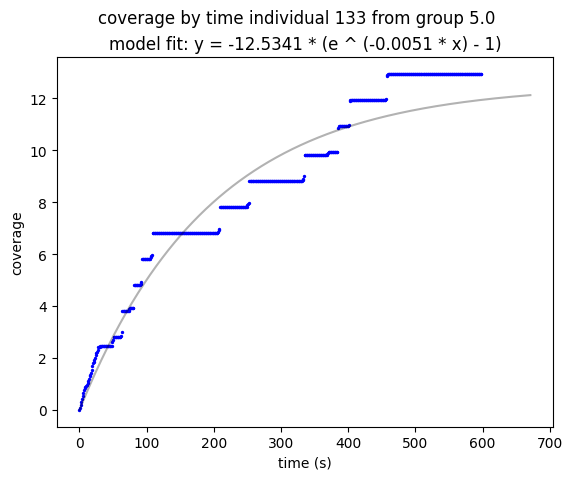 coverage by time individual 133 from group 5.0
model fit: y = -12.5341 * (e ^ (-0.0051 * x) - 1)
coverage
12
10
8
6
4
2
0
0 100 200 300 400 500 600 700
time (s)